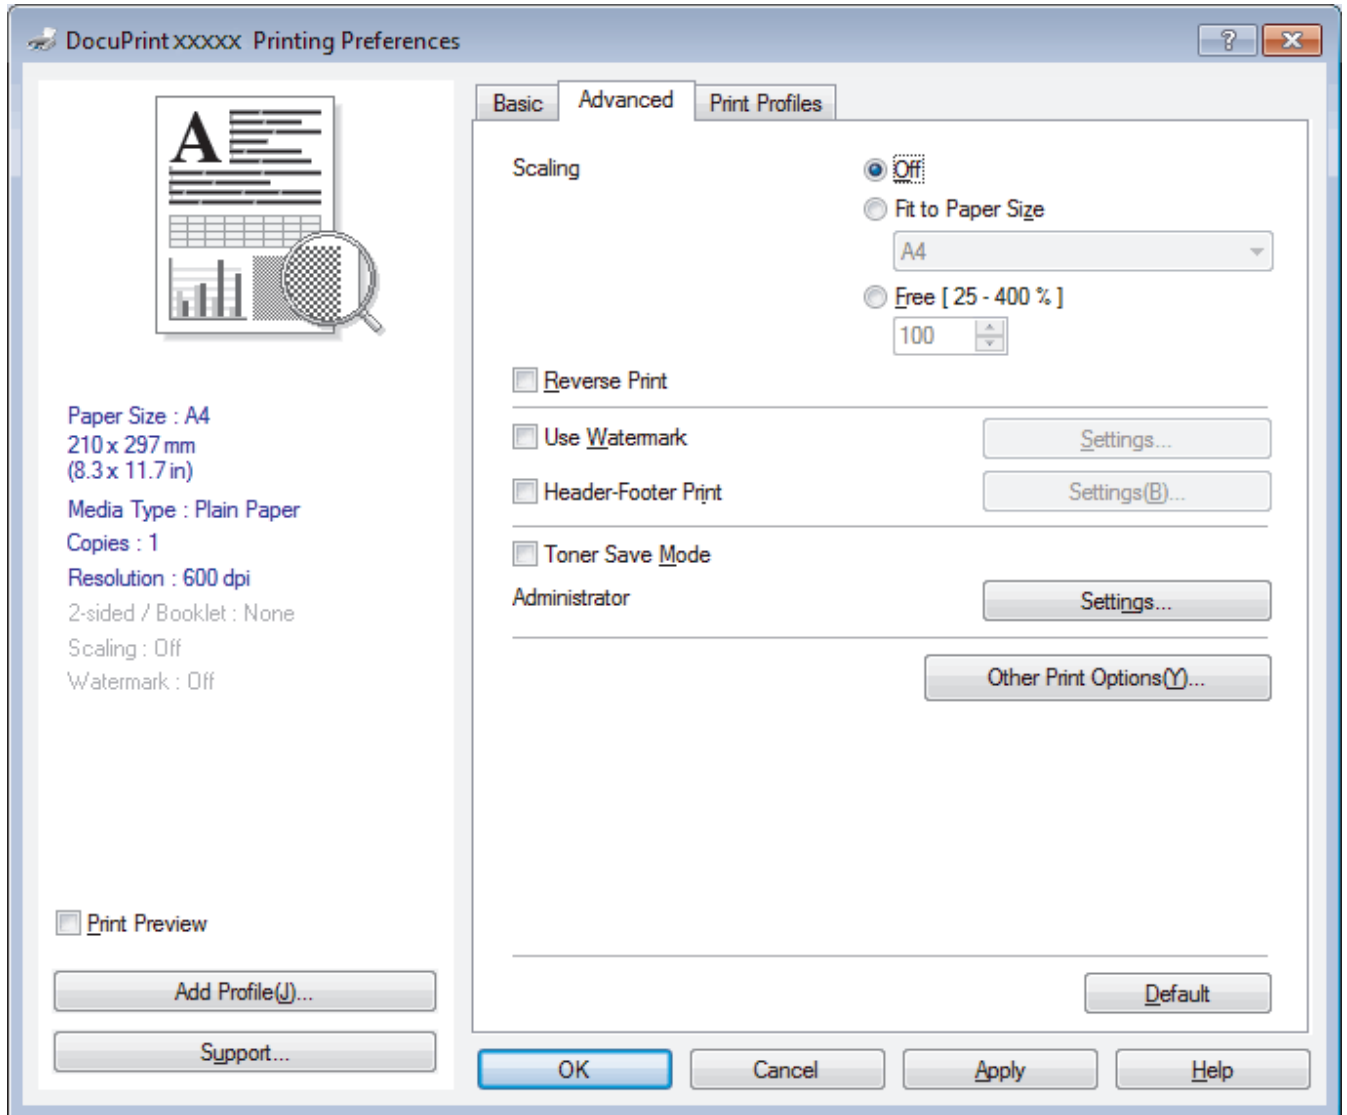 DocuPrint xxxxx Printing Preferences
A
Paper Size : A4
210 x 297 mm
(8.3 x 11.7 in)
Media Type : Plain Paper
Copies : 1
Resolution : 600 dpi
2-sided / Booklet : None
Scaling : Off
Watermark : Off
Print Preview
Add Profile(J)...
Support...
Basic
Advanced
Print Profiles
Scaling
Off
Fit to Paper Size
A4
Free [ 25 - 400 % ]
100
Reverse Print
Use Watermark Settings...
Header-Footer Print Settings(B)...
Toner Save Mode
Administrator Settings...
Other Print Options(Y)...
Default
OK Cancel Apply Help